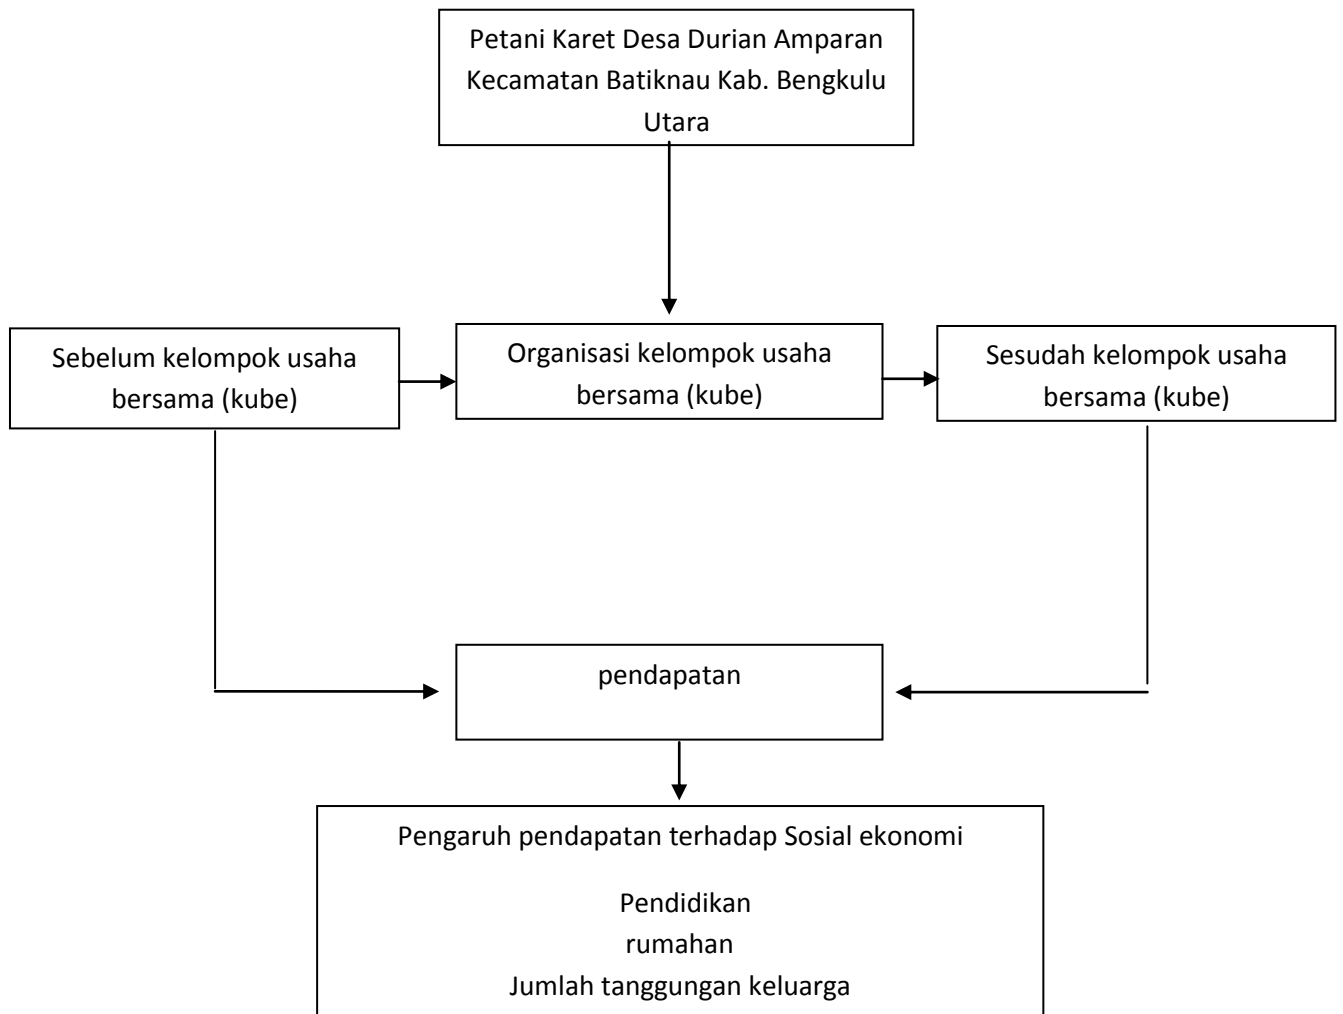 Petani Karet Desa Durian Amparan
Kecamatan Batiknau Kab. Bengkulu
Utara
Sebelum kelompok usaha
bersama (kube)
Organisasi kelompok usaha
bersama (kube)
Sesudah kelompok usaha
bersama (kube)
pendapatan
Pengaruh pendapatan terhadap Sosial ekonomi
Pendidikan
rumahan
Jumlah tanggungan keluarga